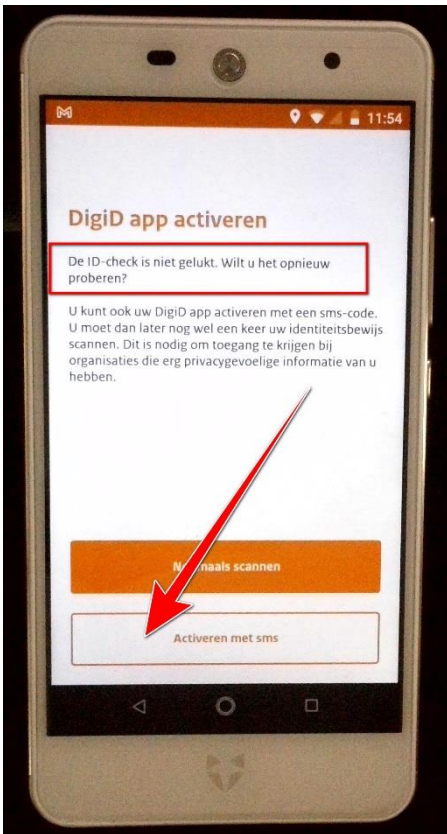 11:54
DigiD app activeren
De ID-check is niet gelukt. Wilt u het opnieuw
proberen?
U kunt ook uw DigiD app activeren met een sms-code.
U moet dan later nog wel een keer uw identiteitsbewijs
scannen. Dit is nodig om toegang te krijgen bij
organisaties die erg privacygevoelige informatie van u
hebben.
scannen
Activeren met sms